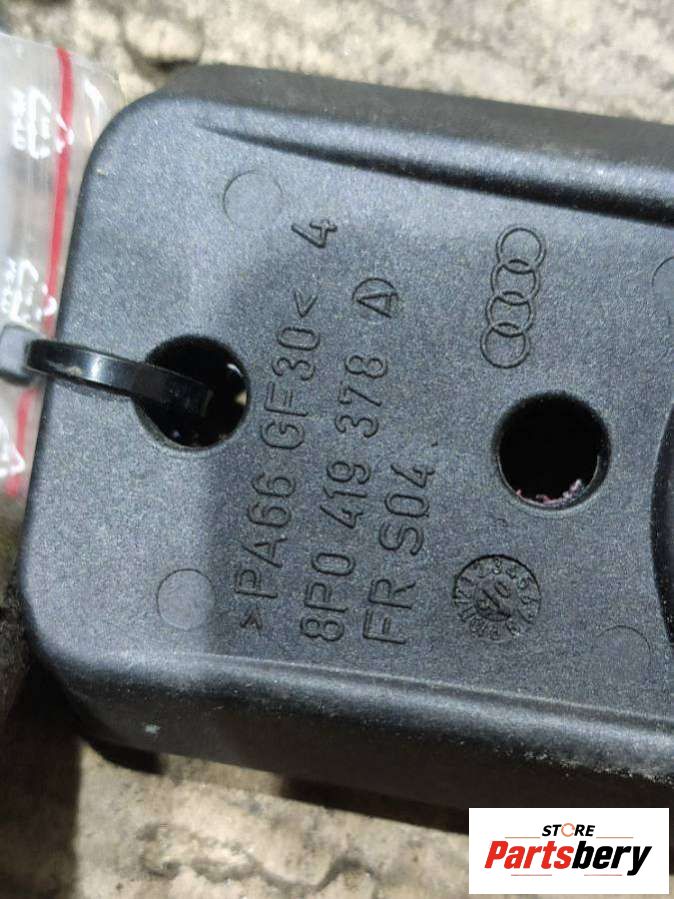 >PA66 GF30< 4
8P0 419 378 A
FR S04
STORE
Partsbery